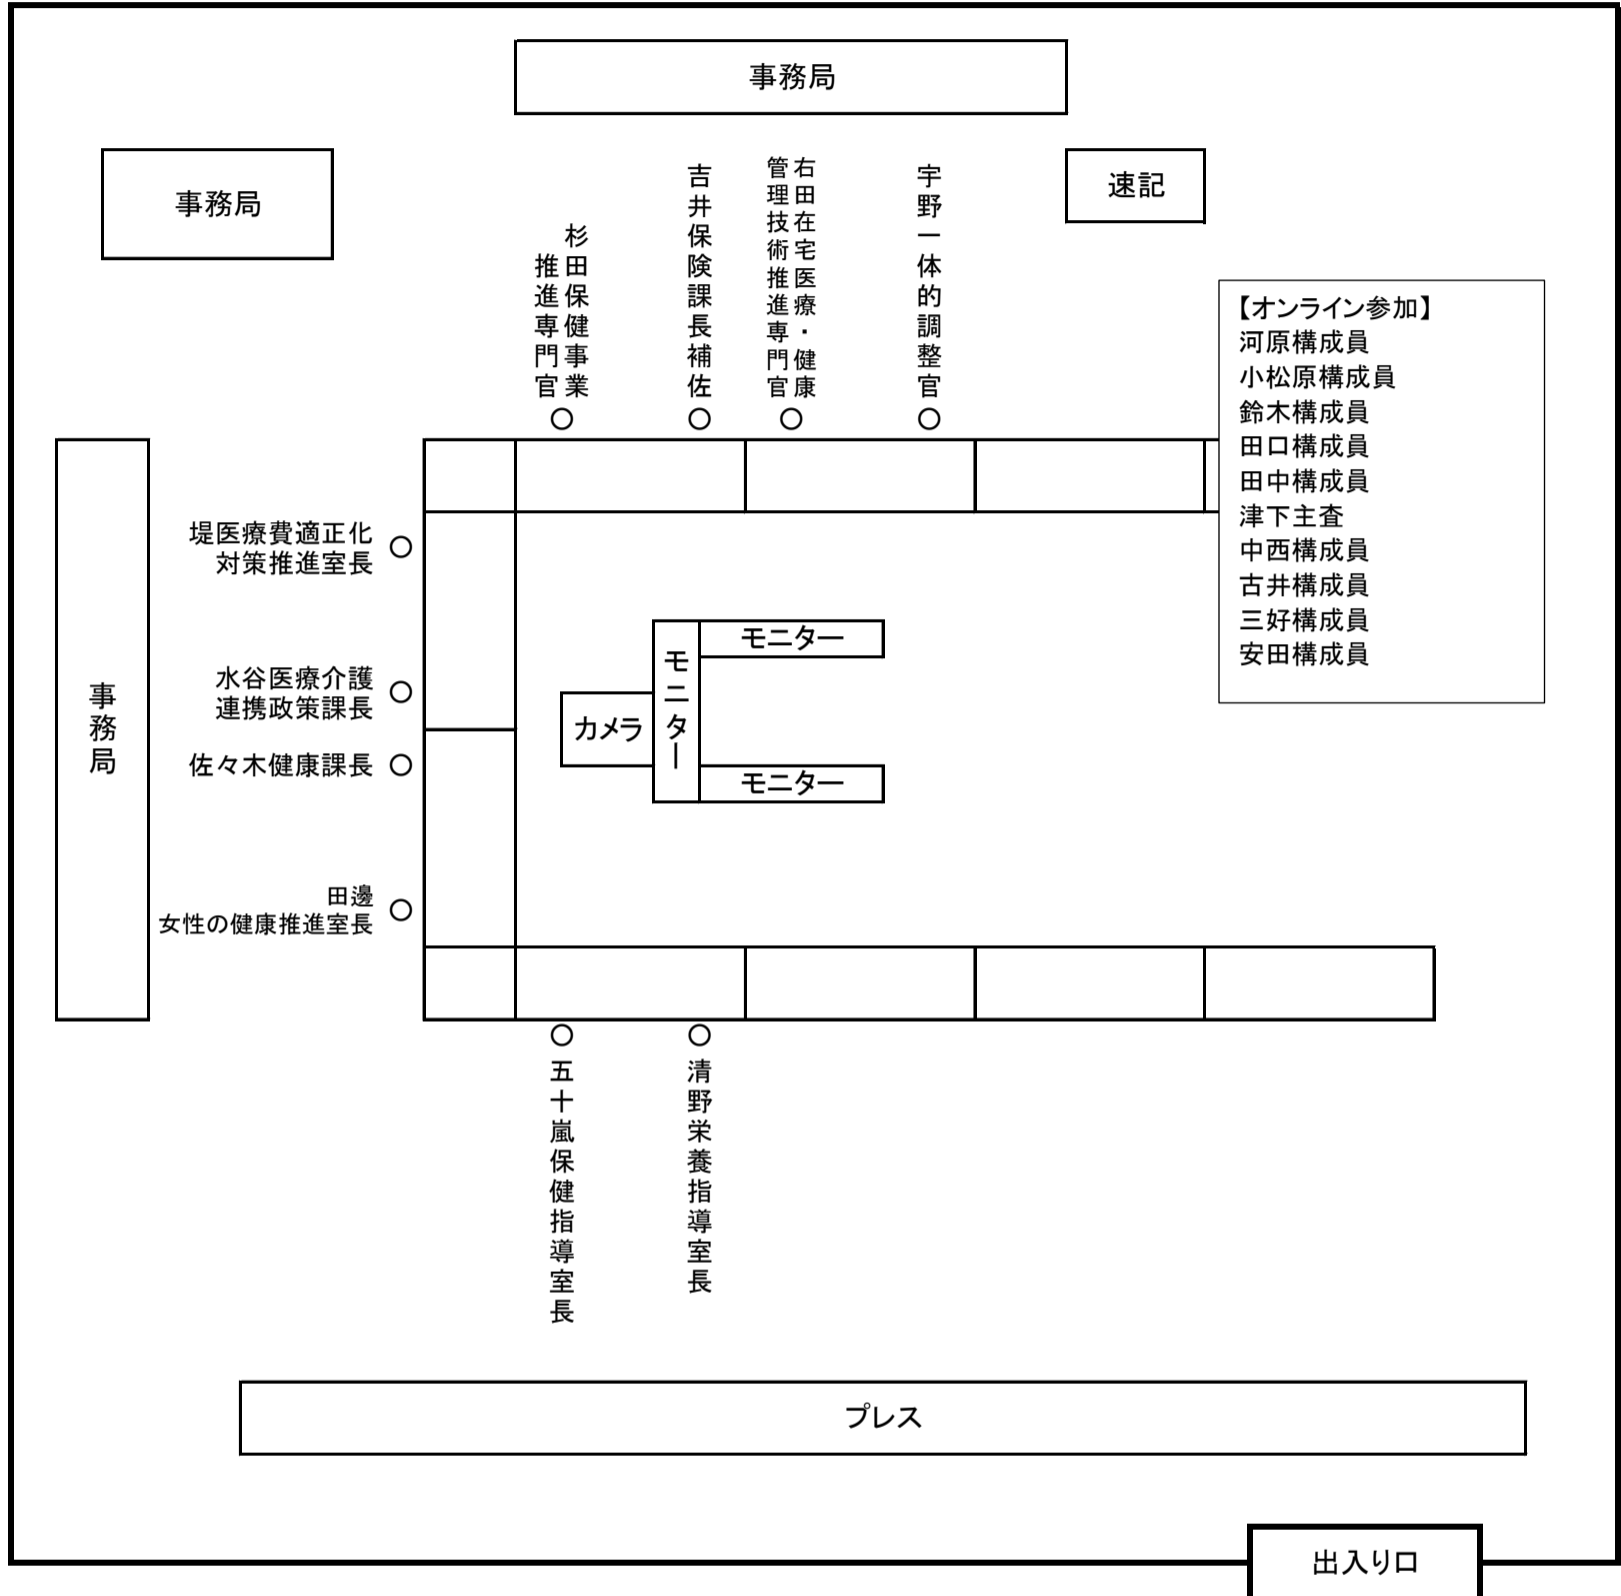 事務局
事務局
速記
杉田保健事業
推進専門官
吉井保険課長補佐
右田在宅医療・健康
管理技術推進専門官
宇野一体的調整官
【オンライン参加】
河原構成員
小松原構成員
鈴木構成員
田口構成員
田中構成員
津下主査
中西構成員
古井構成員
三好構成員
安田構成員
事務局
堤医療費適正化
対策推進室長
水谷医療介護
連携政策課長
佐々木健康課長
田邊
女性の健康推進室長
モニター
モニター
カメラ
モニター
五十嵐保健指導室長
清野栄養指導室長
プレス
出入り口